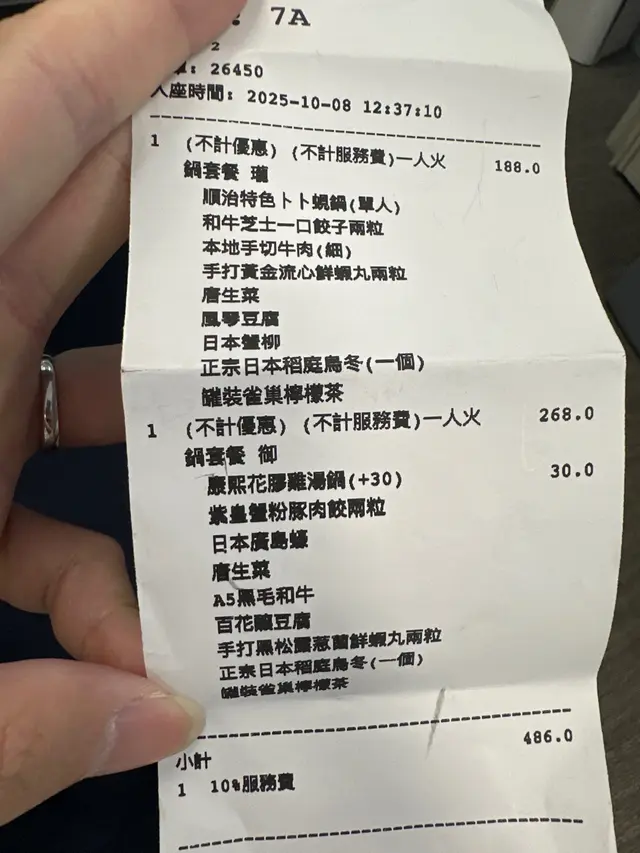 : 7A
2
: 26450
入座時間: 2025-10-08 12:37:10
1 (不計優惠) (不計服務費)一人火 188.0
鍋套餐 瓏
順治特色卜卜蜆鍋(單人)
和牛芝士一口餃子兩粒
本地手切牛肉(細)
手打黃金流心鮮蝦丸兩粒
唐生菜
風琴豆腐
日本蟹柳
正宗日本稻庭烏冬(一個)
罐裝雀巢檸檬茶
1 (不計優惠) (不計服務費)一人火 268.0
鍋套餐 御
康熙花膠雞湯鍋(+30) 30.0
紫皇蟹粉豚肉餃兩粒
日本廣島蠔
唐生菜
A5黑毛和牛
百花釀豆腐
手打黑松露蔥菌鮮蝦丸兩粒
正宗日本稻庭烏冬(一個)
罐裝雀巢檸檬茶
小計 486.0
1 10%服務費